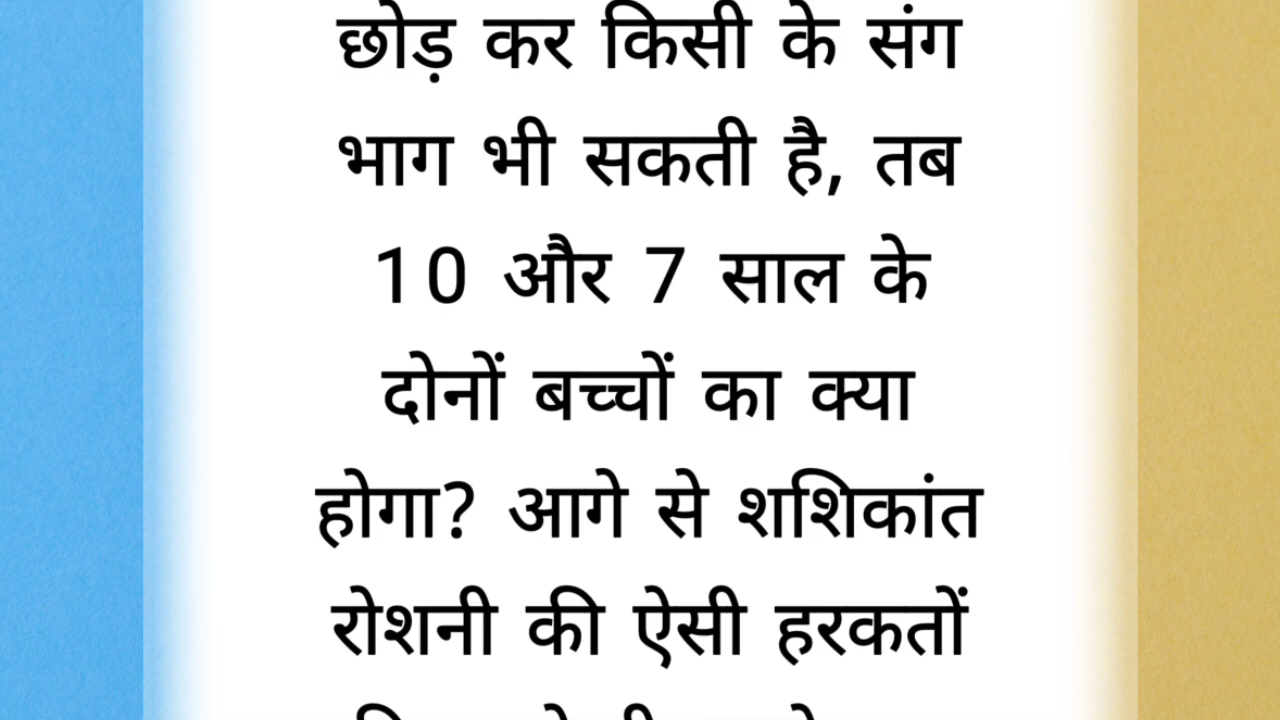 छोड़ कर किसी के संग
भाग भी सकती है, तब
10 और 7 साल के
दोनों बच्चों का क्या
होगा? आगे से शशिकांत
रोशनी की ऐसी हरकतों